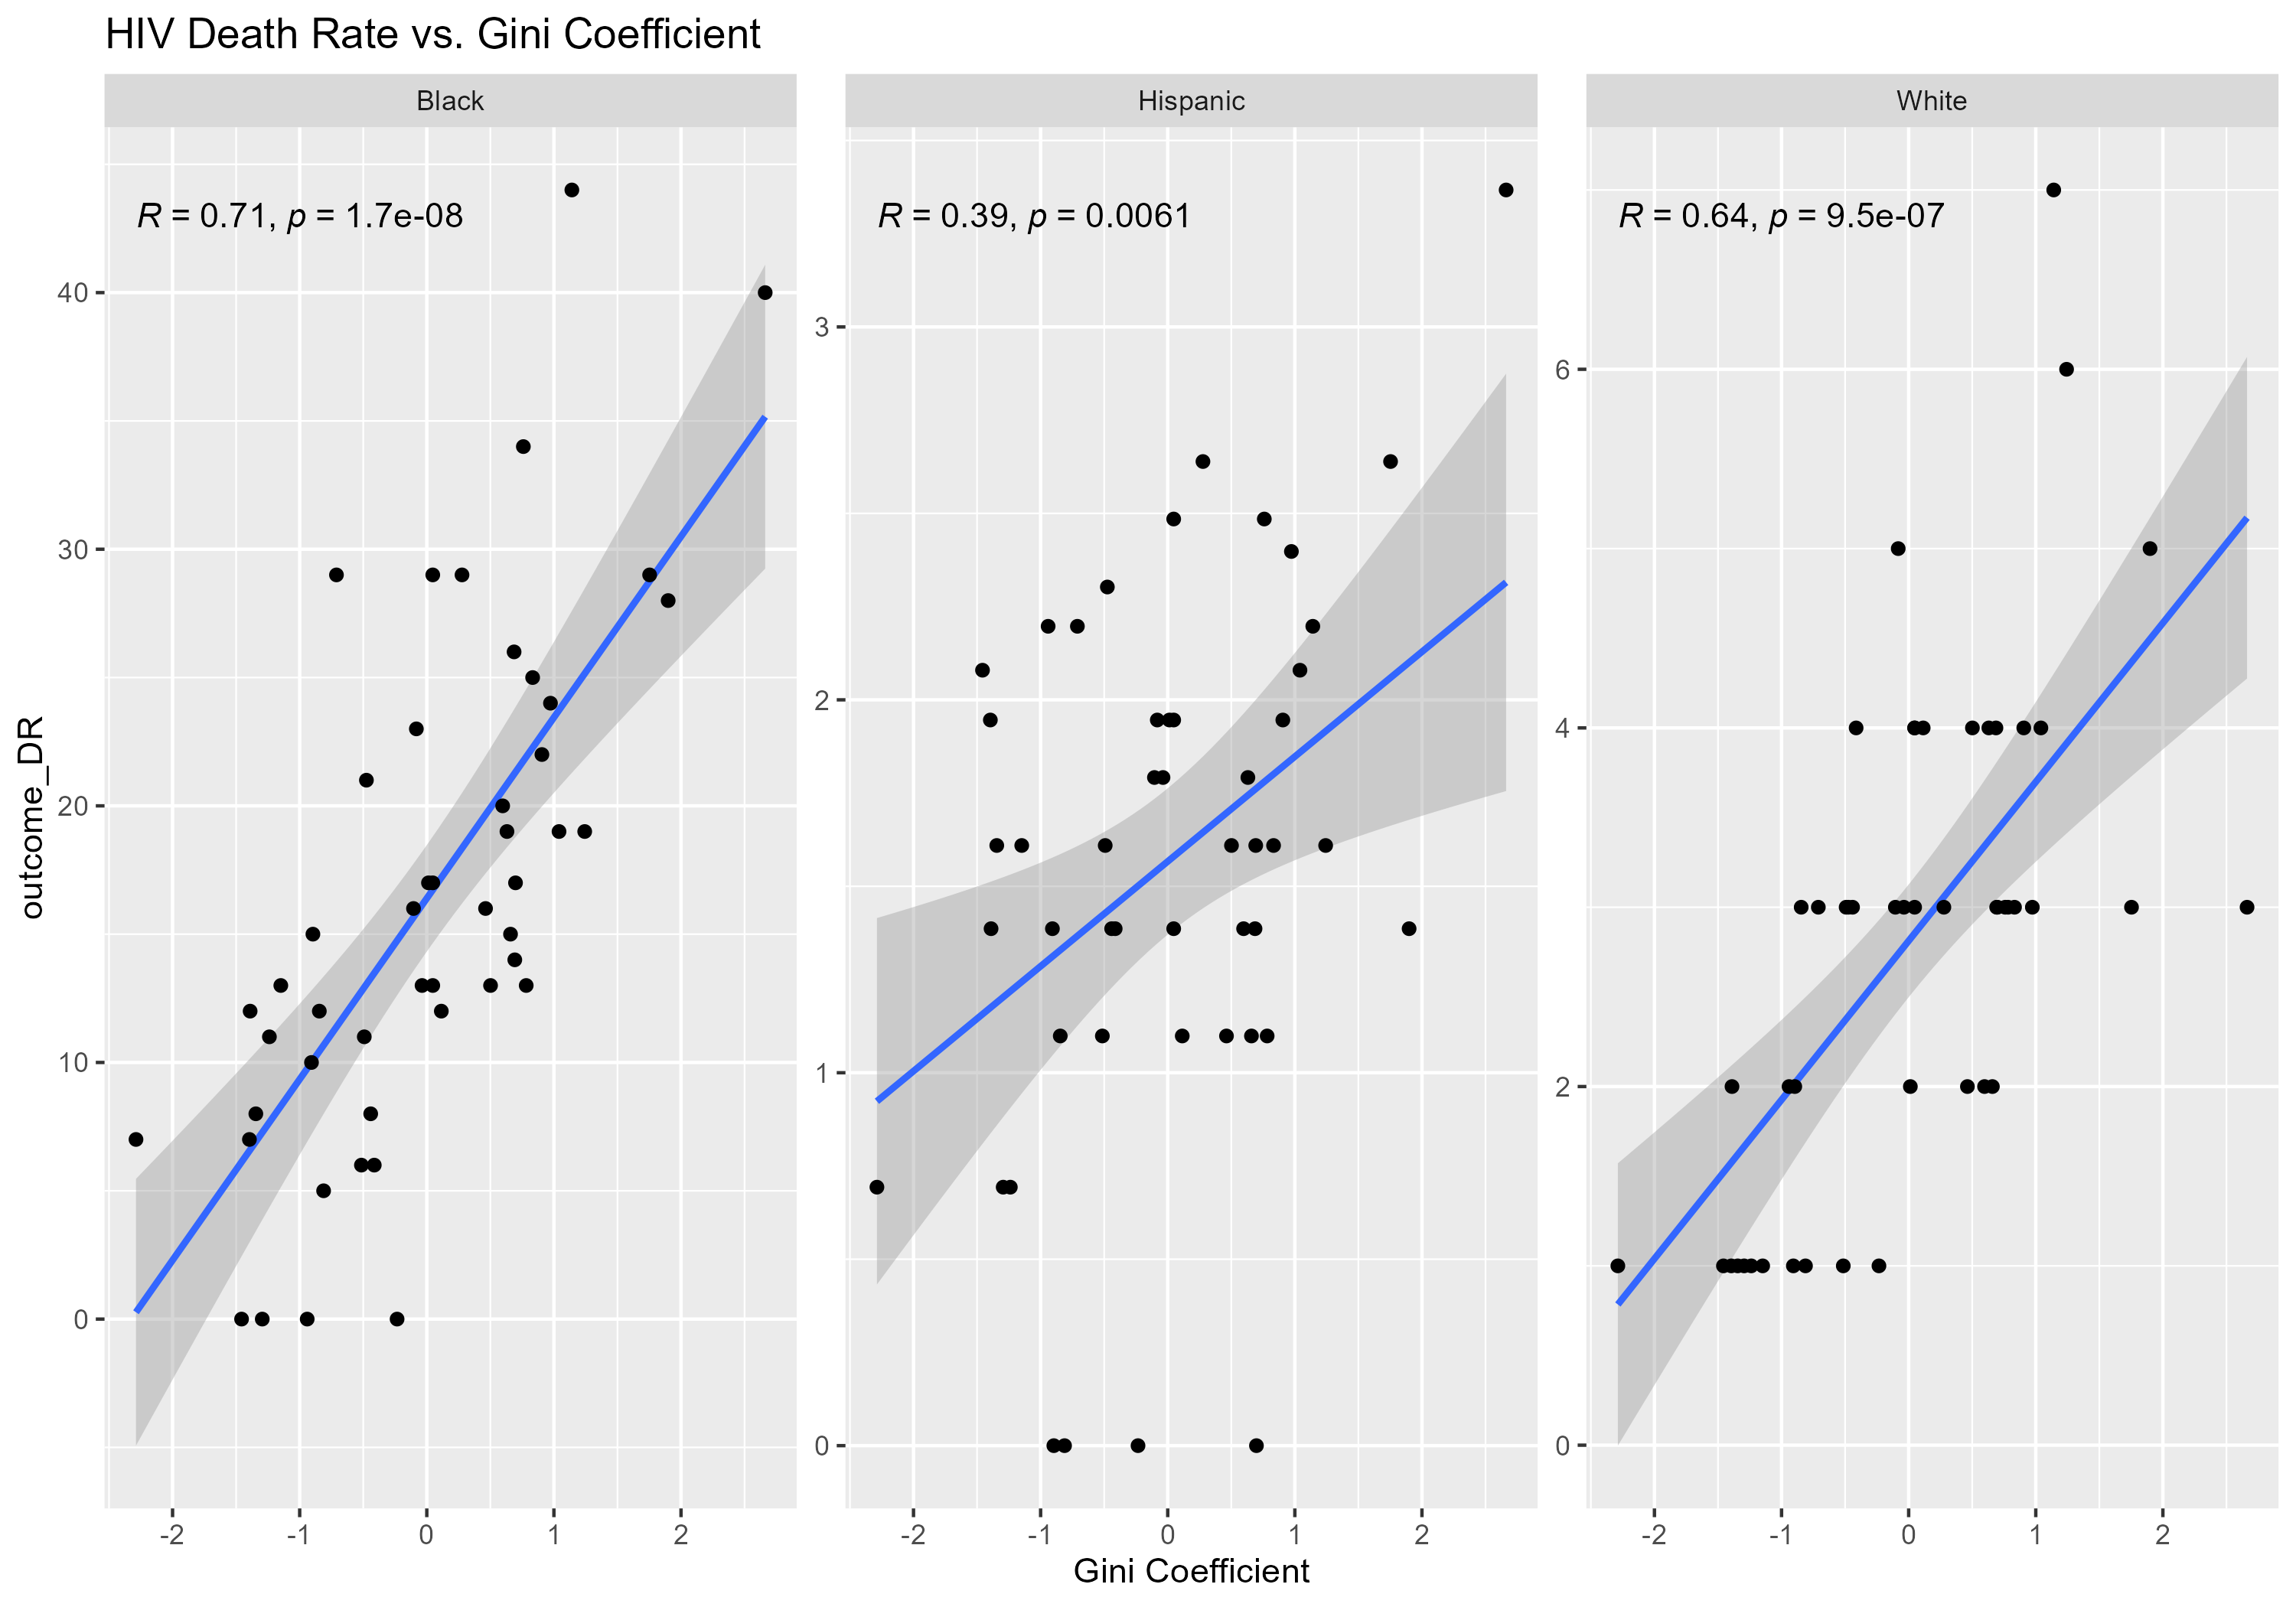 HIV Death Rate vs. Gini Coefficient
Black
Hispanic
White
R = 0.71, p = 1.7e-08
R = 0.39, p = 0.0061
R = 0.64, p = 9.5e-07
outcome_DR
40
30
20
10
0
3
2
1
0
6
4
2
0
-2 -1 0 1 2
-2 -1 0 1 2
-2 -1 0 1 2
Gini Coefficient